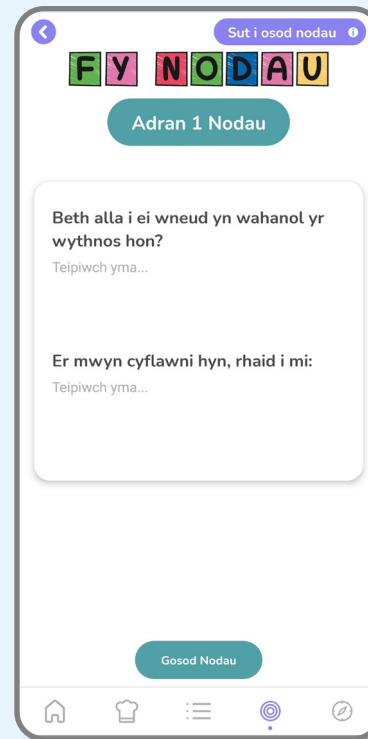 Sut i osod nodau
FY NODAU
Adran 1 Nodau
Beth alla i ei wneud yn wahanol yr
wythnos hon?
Teipiwch yma...
Er mwyn cyflawni hyn, rhaid i mi:
Teipiwch yma...
Gosod Nodau